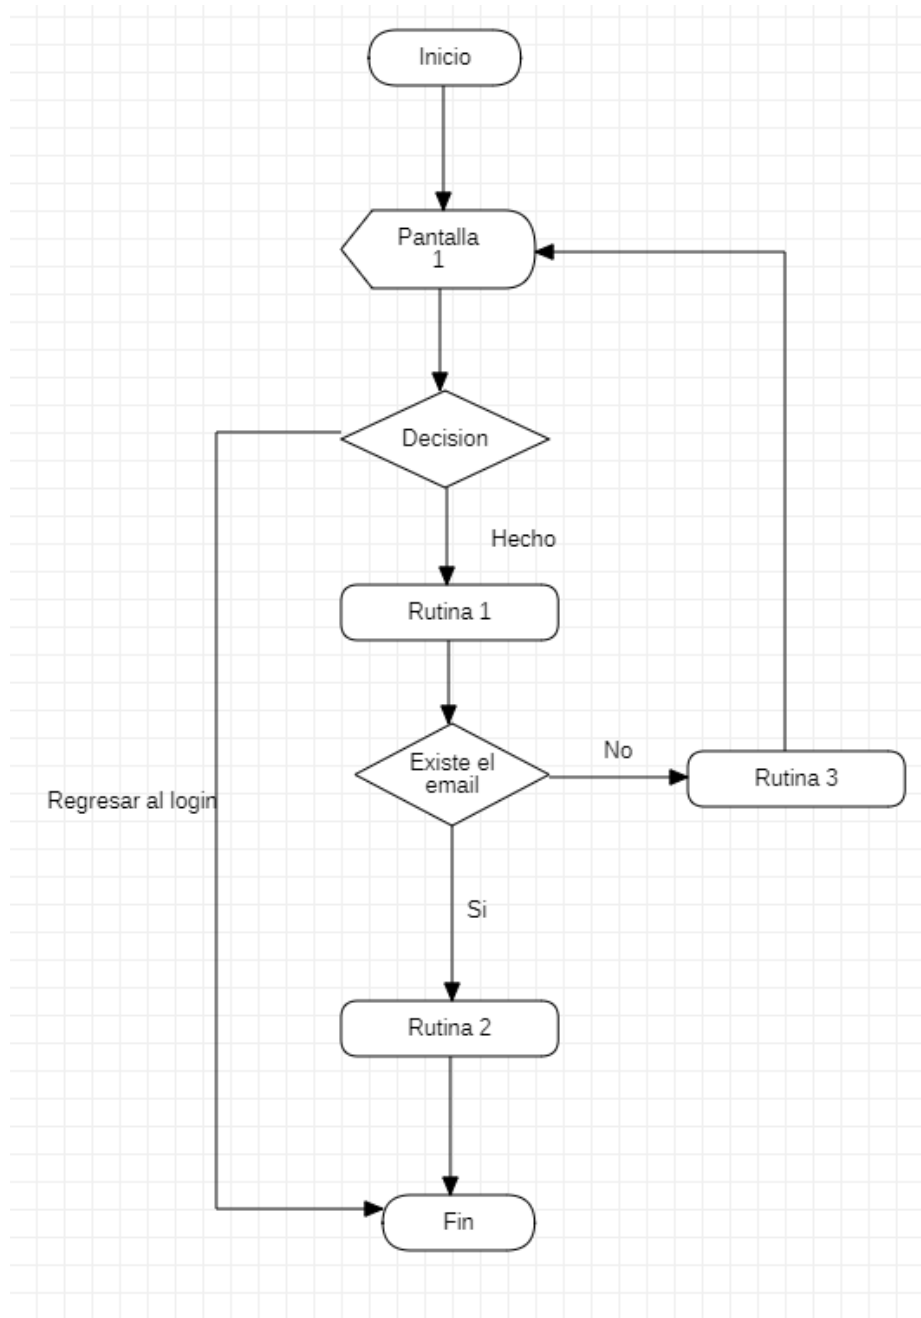 Inicio
Pantalla
1
Decision
Hecho
Rutina 1
Existe el
email
No
Rutina 3
Regresar al login
Si
Rutina 2
Fin